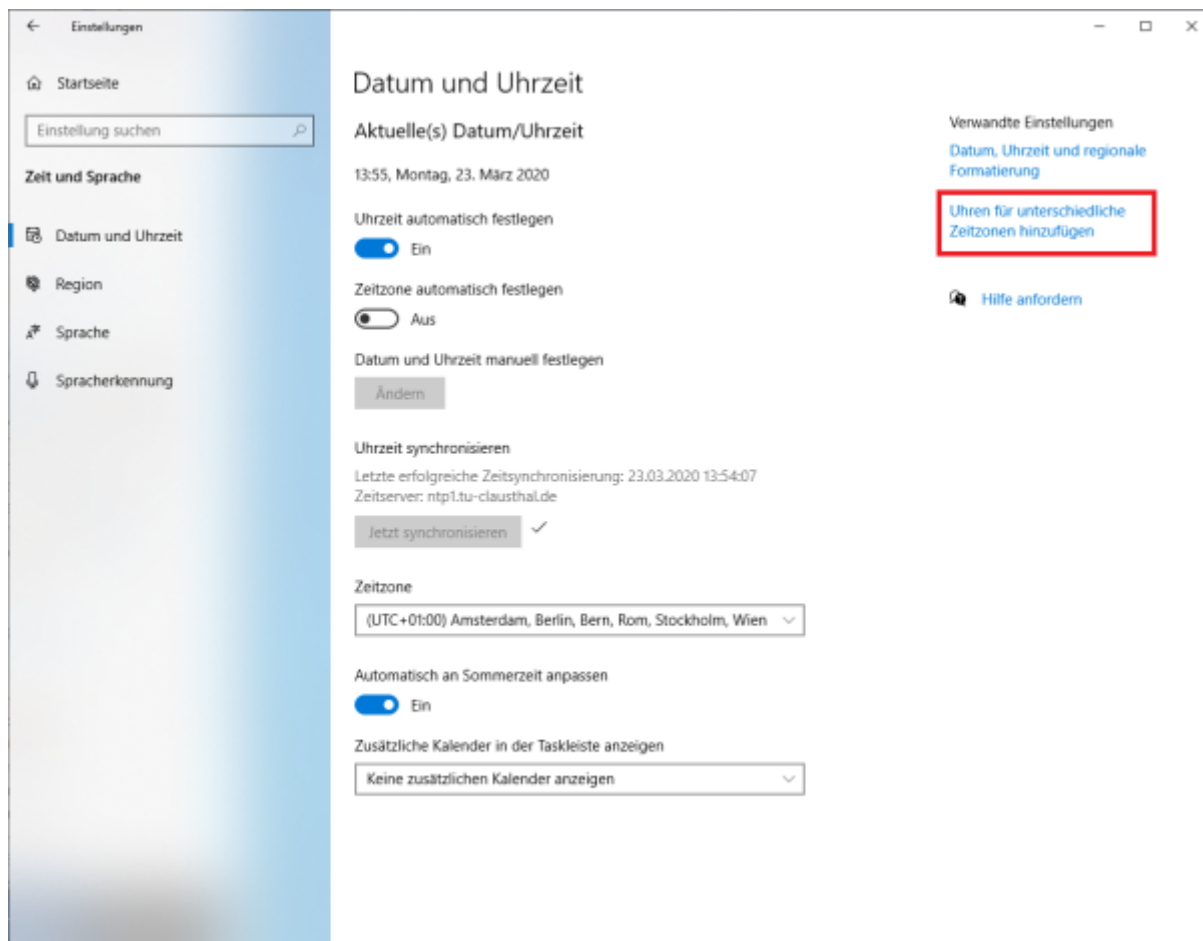 Einstellungen
Startseite
Einstellung suchen
Zeit und Sprache
Datum und Uhrzeit
Region
Sprache
Spracherkennung
Datum und Uhrzeit
Aktuelle(s) Datum/Uhrzeit
13:55, Montag, 23. März 2020
Uhrzeit automatisch festlegen
Ein
Zeitzone automatisch festlegen
Aus
Datum und Uhrzeit manuell festlegen
Ändern
Uhrzeit synchronisieren
Letzte erfolgreiche Zeitsynchronisierung: 23.03.2020 13:54:07
Zeitserver: ntp1.tu-clausthal.de
Jetzt synchronisieren
Zeitzone
(UTC+01:00) Amsterdam, Berlin, Bern, Rom, Stockholm, Wien
Automatisch an Sommerzeit anpassen
Ein
Zusätzliche Kalender in der Taskleiste anzeigen
Keine zusätzlichen Kalender anzeigen
Verwandte Einstellungen
Datum, Uhrzeit und regionale
Formatierung
Uhren für unterschiedliche
Zeitzonen hinzufügen
Hilfe anfordern